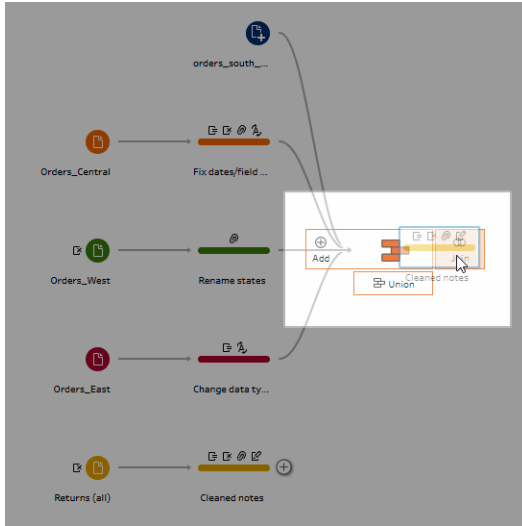 orders_south_...
Orders_Central
Fix dates/field ...
Add
Join
Orders_West
Rename states
Cleaned notes
Union
Orders_East
Change data ty...
Returns (all)
Cleaned notes